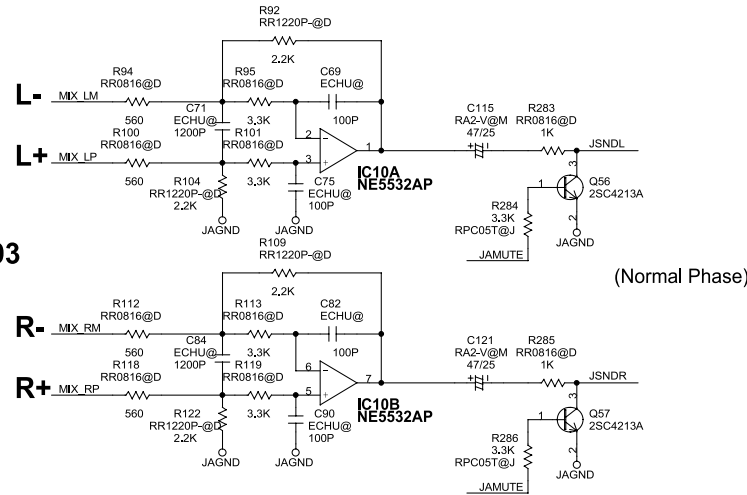 R92
RR1220P-@D
2.2K
R94
RR0816@D
R95
RR0816@D
C69
ECHU@
L-
MIX_LM
560
C71
ECHU@
1200P
3.3K
100P
C115
RA2-V@M
47/25
R283
RR0816@D
1K
JSNDL
R100
RR0816@D
R101
RR0816@D
2
1
L+
MIX_LP
3
3
560
R104
RR1220P-@D
2.2K
3.3K
C75
ECHU@
100P
IC10A
NE5532AP
1
Q56
2SC4213A
R284
3.3K
RPC05T@J
2
JAGND
JAGND
JAGND
JAMUTE
03
(Normal Phase)
R109
RR1220P-@D
2.2K
R112
RR0816@D
R113
RR0816@D
C82
ECHU@
R-
MIX_RM
560
C84
ECHU@
1200P
3.3K
100P
C121
RA2-V@M
47/25
R285
RR0816@D
1K
JSNDR
R118
RR0816@D
R119
RR0816@D
6
7
R+
MIX_RP
5
3
560
R122
RR1220P-@D
2.2K
3.3K
C90
ECHU@
100P
IC10B
NE5532AP
1
Q57
2SC4213A
R286
3.3K
RPC05T@J
2
JAGND
JAGND
JAGND
JAMUTE